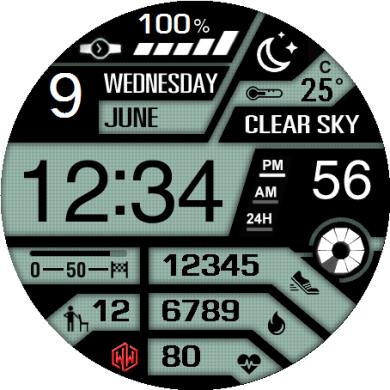 100%
9 WEDNESDAY
JUNE
C
25°
CLEAR SKY
12:34
PM
AM
24H
56
0—50—
12345
12
6789
80